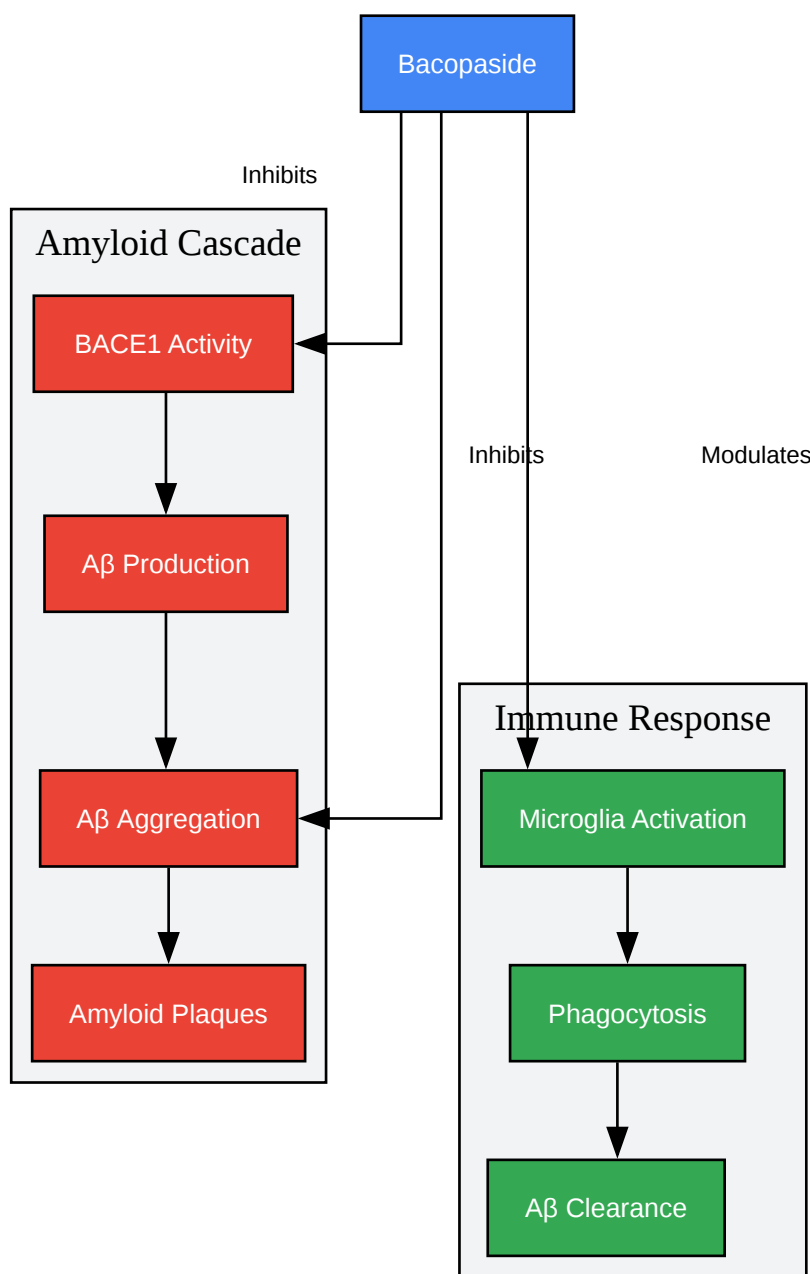 Bacopaside
Inhibits
Amyloid Cascade
BACE1 Activity
Inhibits
Modulates
Aβ Production
Immune Response
Aβ Aggregation
Microglia Activation
Amyloid Plaques
Phagocytosis
Aβ Clearance